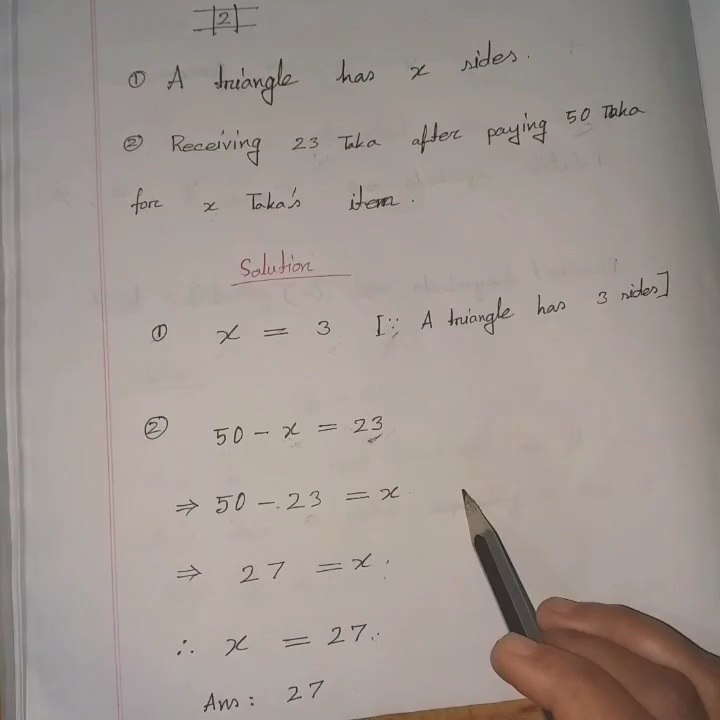 2
① A triangle has x sides.
② Receiving 23 Taka after paying 50 Taka
for x Taka's item.
Solution
① x = 3 [∵ A triangle has 3 sides]
② 50 - x = 23
⇒ 50 - 23 = x
⇒ 27 = x
∴ x = 27.
Ans: 27